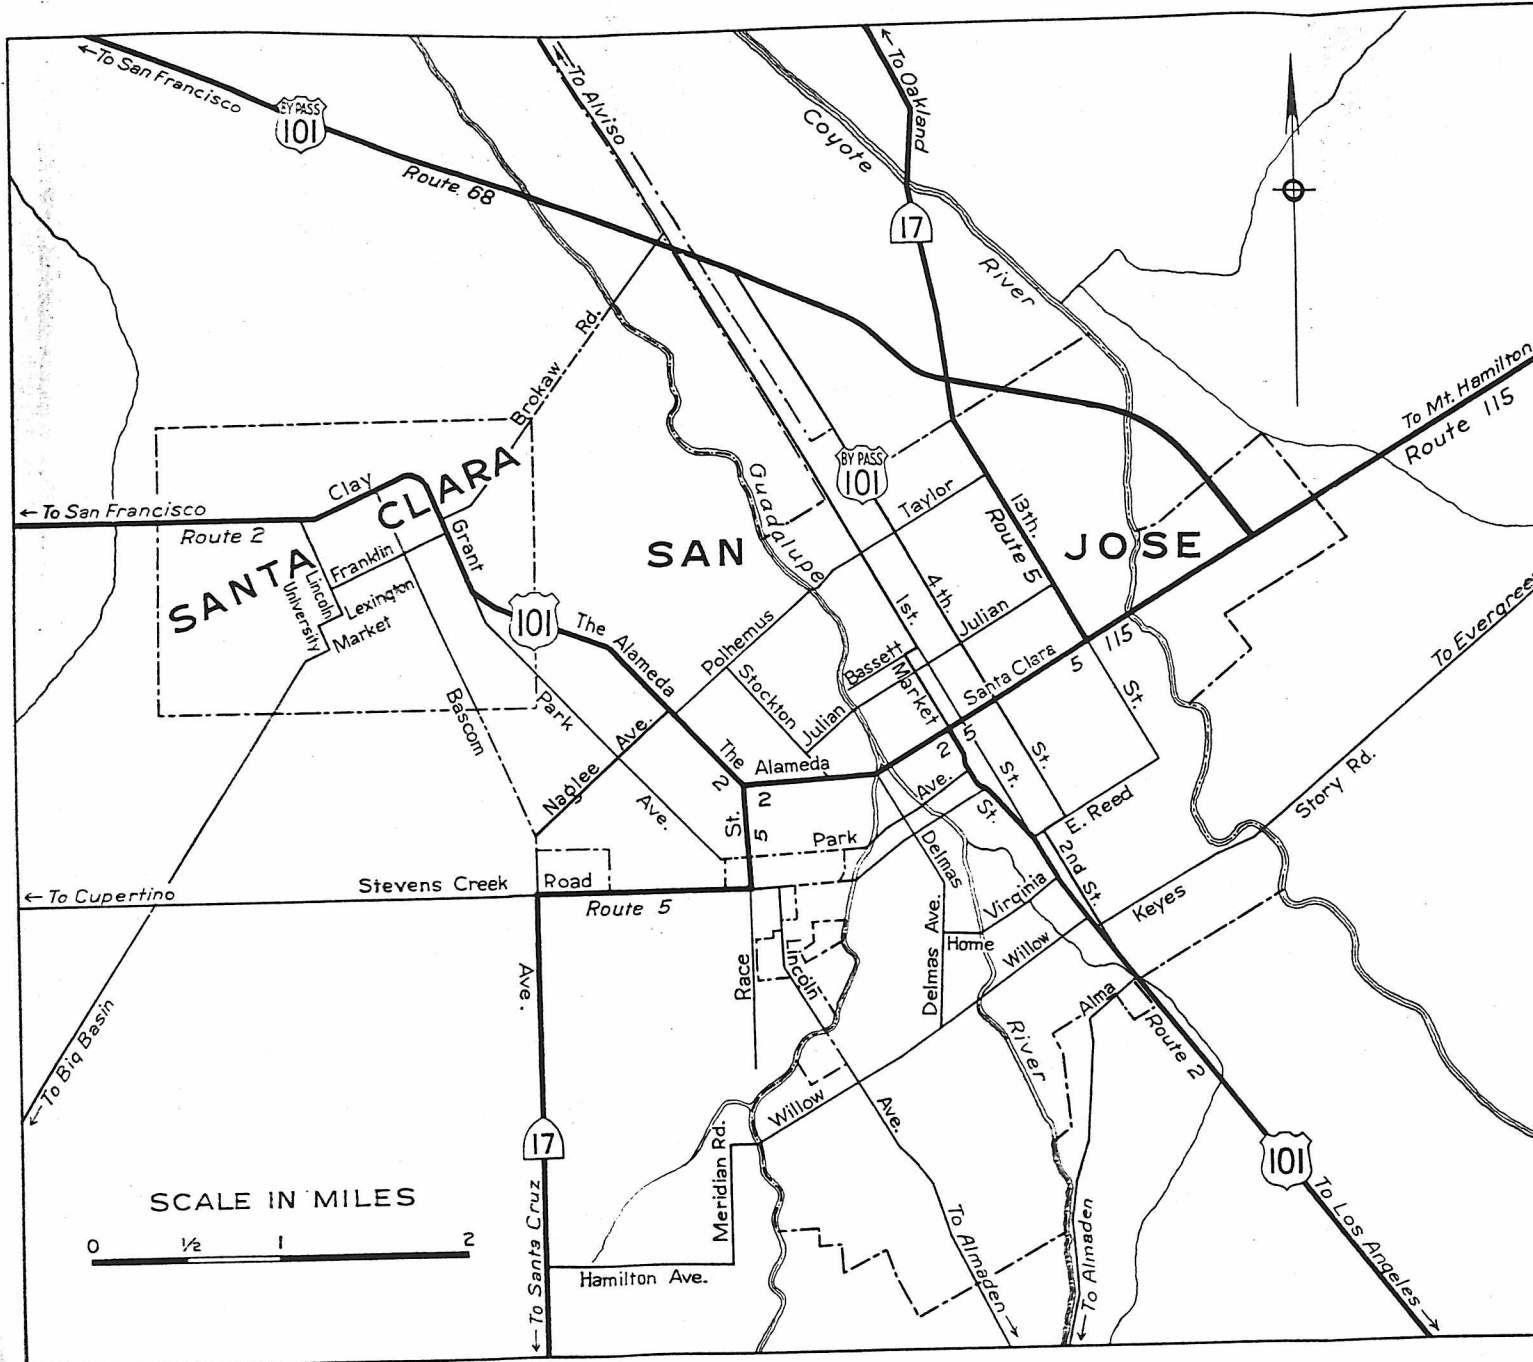 ← To San Francisco
BY PASS
101
Route 68
← To Alviso
← To Oakland
Coyote
River
17
Brokaw
Rd.
To Mt. Hamilton
Route 115
← To San Francisco
Route 2
SANTA CLARA
Clay
Grant
Franklin
Lexington
Market
Lincoln
University
101
The Alameda
SAN JOSE
BY PASS
101
Guadalupe
Taylor
13th.
Route 5
4th.
1st.
Julian
Polhemus
Stockton
Bassett
Julian
Market
Santa Clara
5
115
St.
To Evergreen
Bascom
Park
Ave.
Naglee Ave.
The
Alameda
2
2
5
St.
2
5
St.
St.
St.
Ave.
Park
E. Reed
2nd St.
Story Rd.
Keyes
Delmas
Virginia
Delmas Ave.
Home
Willow
← To Cupertino
Stevens Creek
Road
Route 5
Race
Lincoln
Ave.
Alma
Route 2
River
← To Big Basin
Willow
Ave.
Meridian Rd.
17
101
SCALE IN MILES
0
½
1
2
Hamilton Ave.
← To Santa Cruz
To Almaden →
← To Almaden
To Los Angeles →